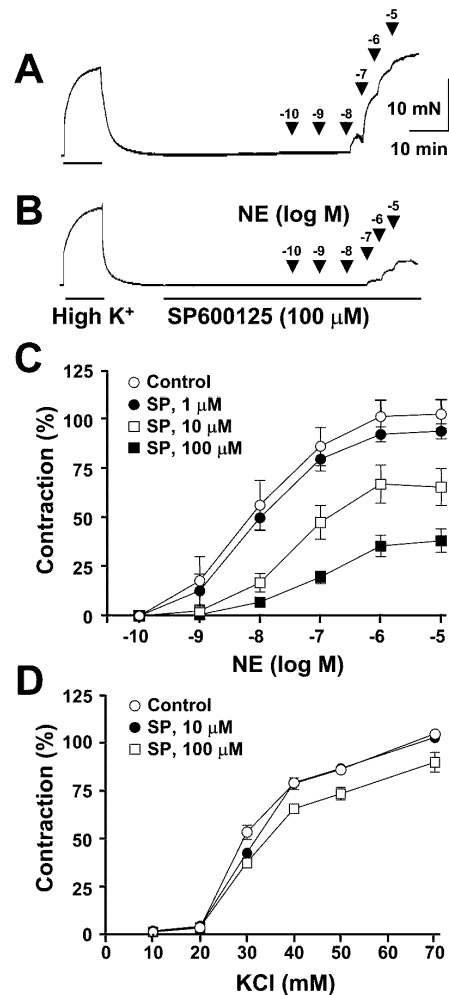 A
-5
-6
-7
-10 -9 -8
10 mN
10 min
B
NE (log M)
-5
-6
-7
-10 -9 -8
High K⁺ SP600125 (100 μM)
C
Control
SP, 1 μM
SP, 10 μM
SP, 100 μM
Contraction (%)
125
100
75
50
25
0
-10 -9 -8 -7 -6 -5
NE (log M)
D
Control
SP, 10 μM
SP, 100 μM
Contraction (%)
125
100
75
50
25
0
0 10 20 30 40 50 60 70
KCl (mM)